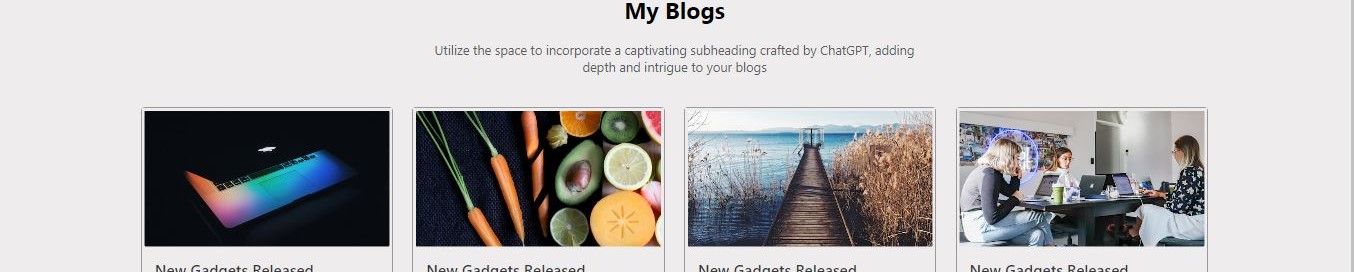 My Blogs
Utilize the space to incorporate a captivating subheading crafted by ChatGPT, adding
depth and intrigue to your blogs
New Gadgets Released
New Gadgets Released
New Gadgets Released
New Gadgets Released